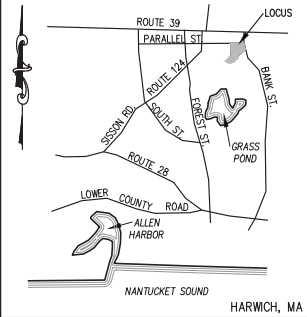 LOCUS
ROUTE 39
PARALLEL ST.
ROUTE 124
BANK ST.
SISSON RD.
SOUTH ST.
FOREST ST.
GRASS
POND
ROUTE 28
LOWER COUNTY ROAD
ALLEN
HARBOR
NANTUCKET SOUND
HARWICH, MA